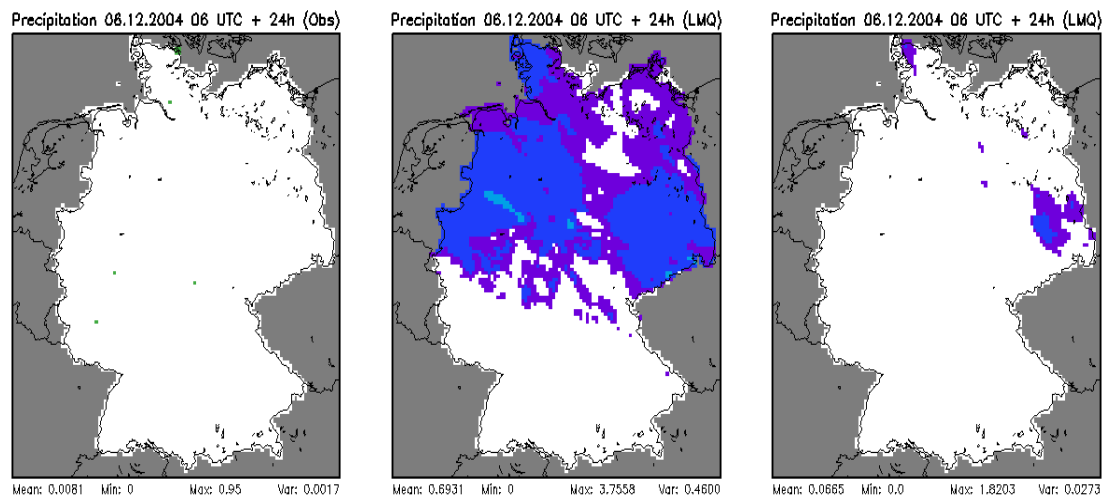 Precipitation 06.12.2004 06 UTC + 24h (Obs)
Precipitation 06.12.2004 06 UTC + 24h (LMQ)
Precipitation 06.12.2004 06 UTC + 24h (LMQ)
Mean: 0.0081 Min: 0 Max: 0.95 Var: 0.0017
Mean: 0.6931 Min: 0 Max: 3.7558 Var: 0.4600
Mean: 0.0665 Min: 0.0 Max: 1.8203 Var: 0.0273